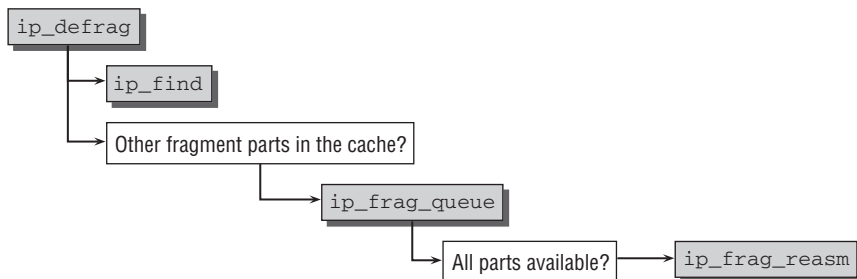 ip_defrag
ip_find
Other fragment parts in the cache?
ip_frag_queue
All parts available?
ip_frag_reasm